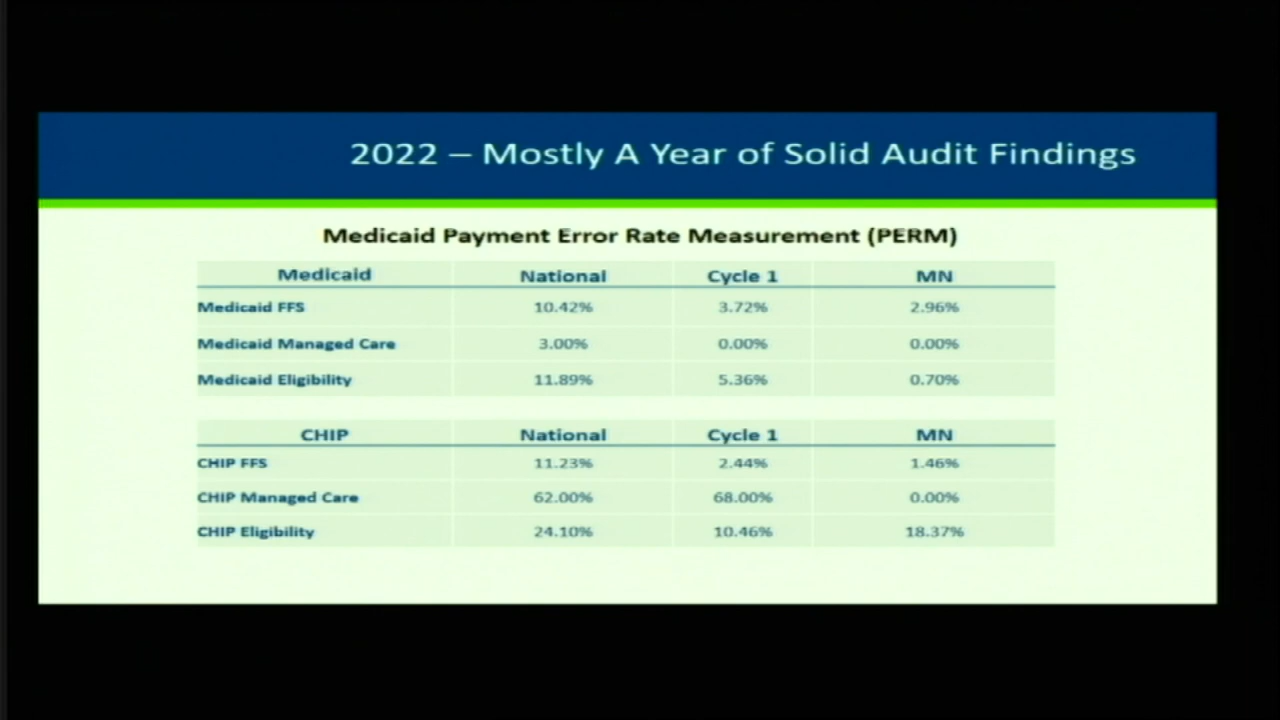 2022 – Mostly A Year of Solid Audit Findings
Medicaid Payment Error Rate Measurement (PERM)
Medicaid National Cycle 1 MN
Medicaid FFS 10.42% 3.72% 2.96%
Medicaid Managed Care 3.00% 0.00% 0.00%
Medicaid Eligibility 11.89% 5.36% 0.70%
CHIP National Cycle 1 MN
CHIP FFS 11.23% 2.44% 1.46%
CHIP Managed Care 62.00% 68.00% 0.00%
CHIP Eligibility 24.10% 10.46% 18.37%